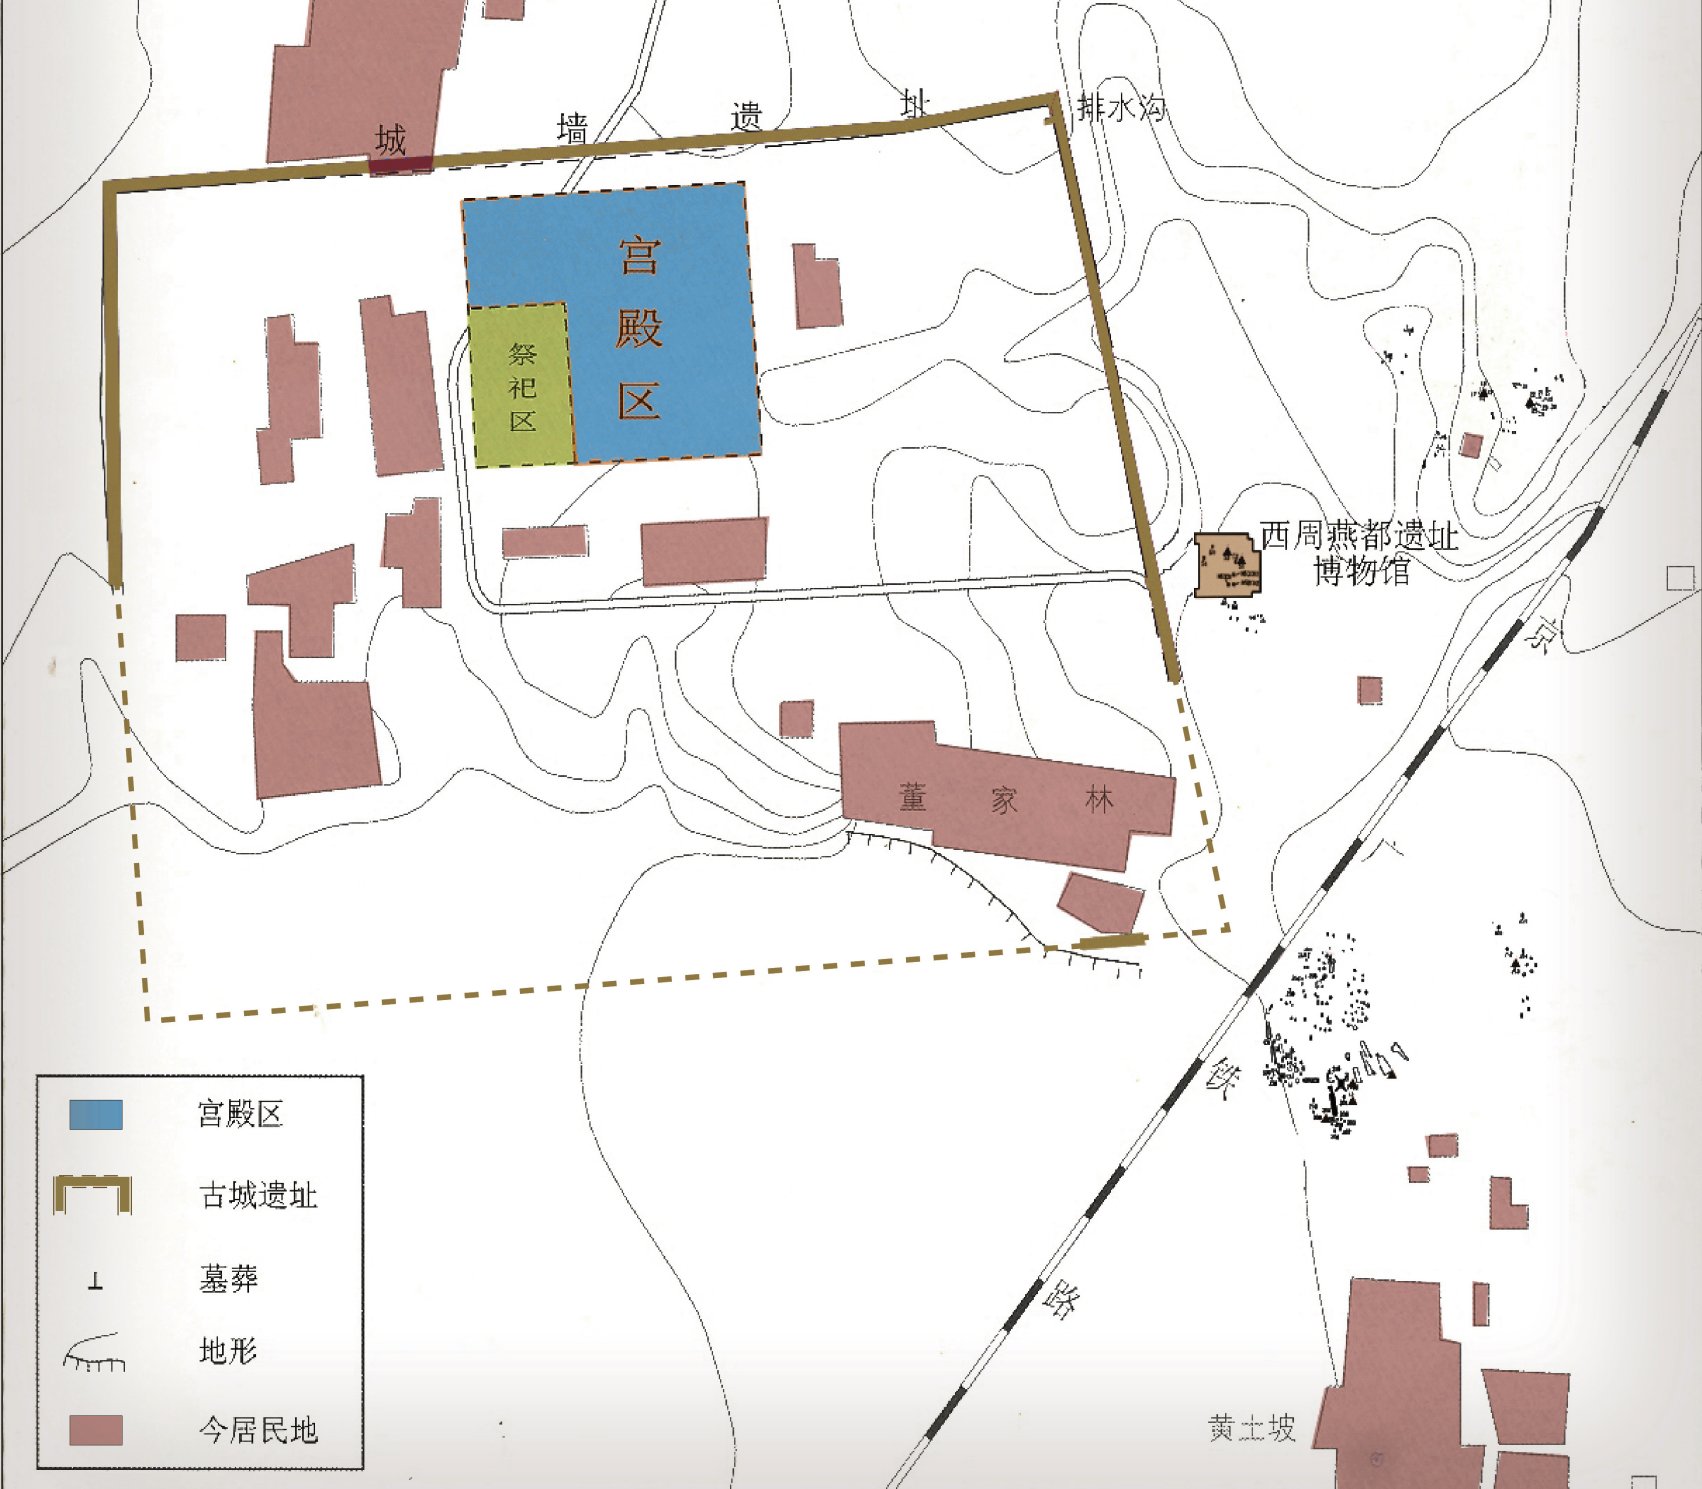 城墙遗址
排水沟
宫殿区
祭祀区
西周燕都遗址
博物馆
董家林
京广铁路
黄土坡
宫殿区
古城遗址
墓葬
地形
今居民地